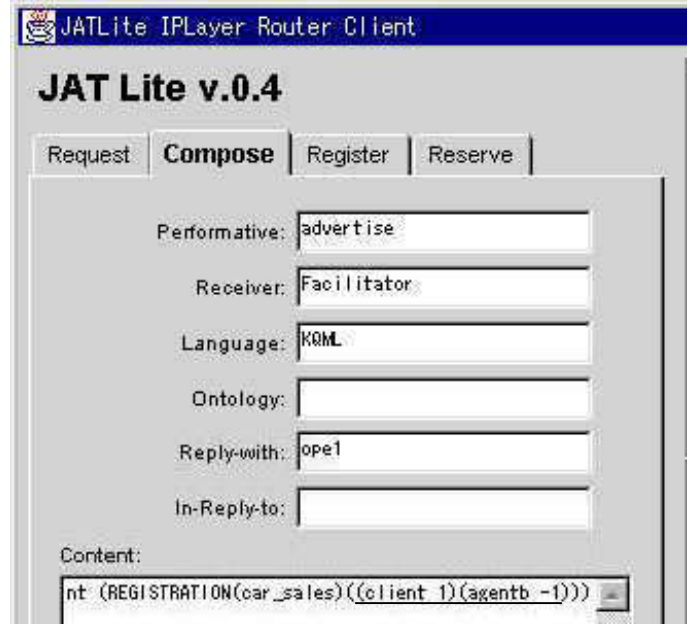 JATLite IPLayer Router Client
JAT Lite v.0.4
Request Compose Register Reserve
Performative: advertise
Receiver: Facilitator
Language: KQML
Ontology:
Reply-with: ope1
In-Reply-to:
Content:
nt (REGISTRATION(car_sales)((client 1)(agentb -1)))